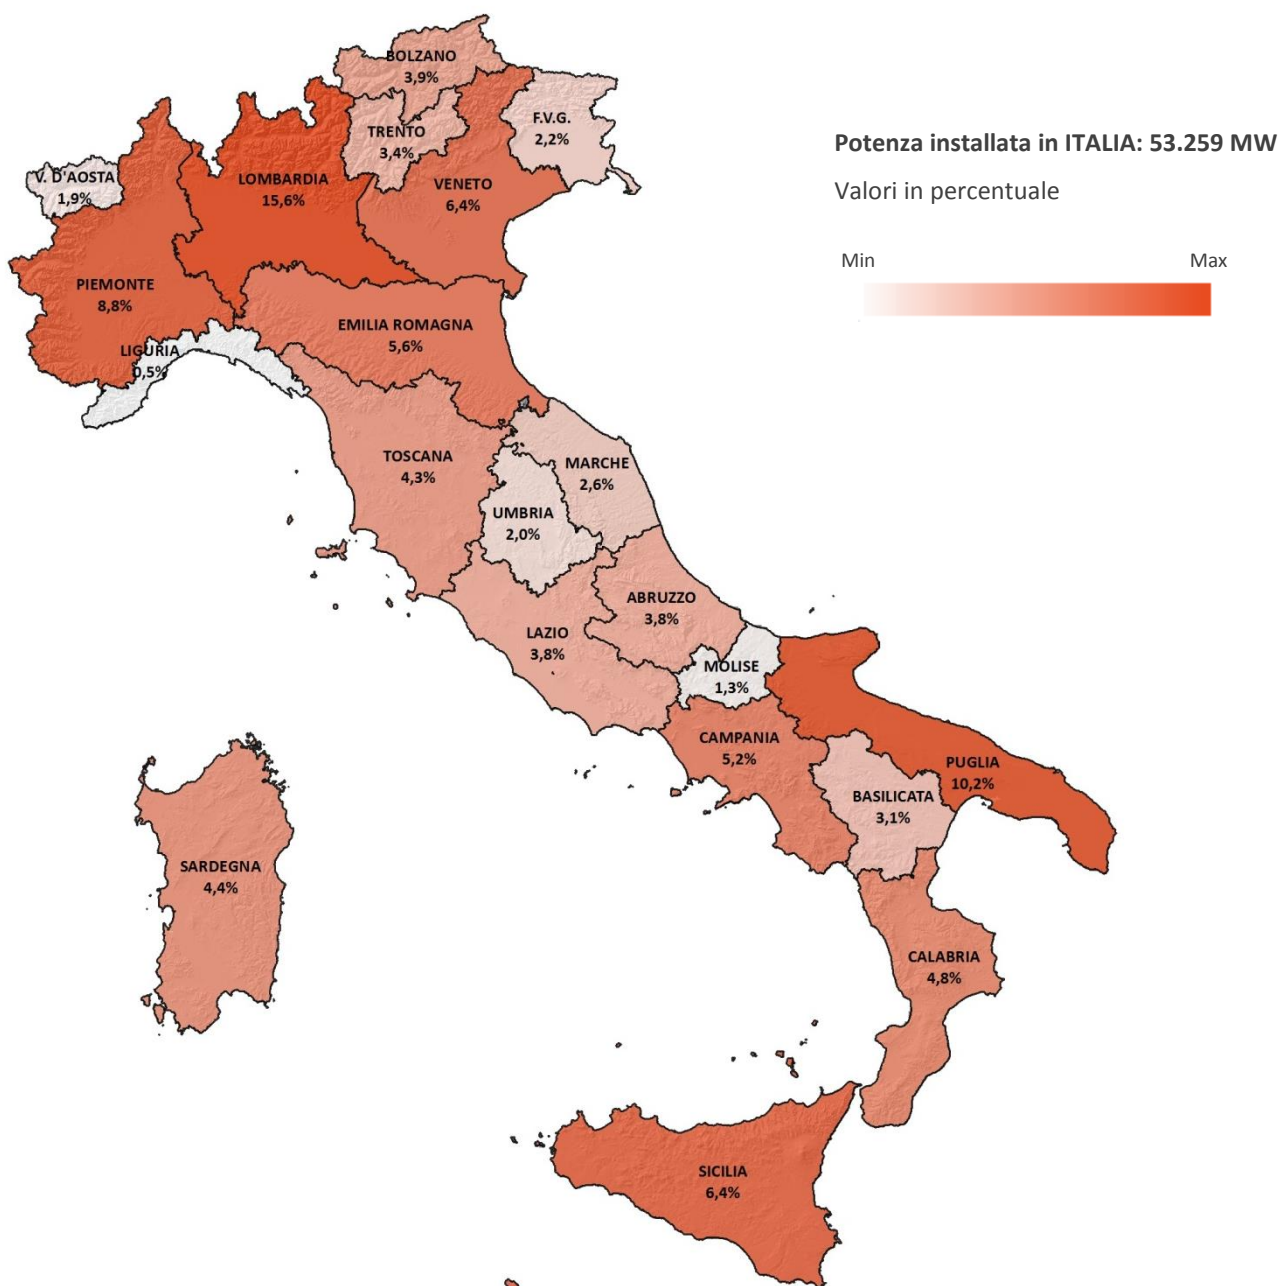 BOLZANO
3,9%
F.V.G.
2,2%
TRENTO
3,4%
Potenza installata in ITALIA: 53.259 MW
Valori in percentuale
V. D'AOSTA
1,9%
LOMBARDIA
15,6%
VENETO
6,4%
Min
Max
PIEMONTE
8,8%
EMILIA ROMAGNA
5,6%
LIGURIA
0,5%
TOSCANA
4,3%
MARCHE
2,6%
UMBRIA
2,0%
ABRUZZO
3,8%
LAZIO
3,8%
MOLISE
1,3%
CAMPANIA
5,2%
PUGLIA
10,2%
BASILICATA
3,1%
SARDEGNA
4,4%
CALABRIA
4,8%
SICILIA
6,4%